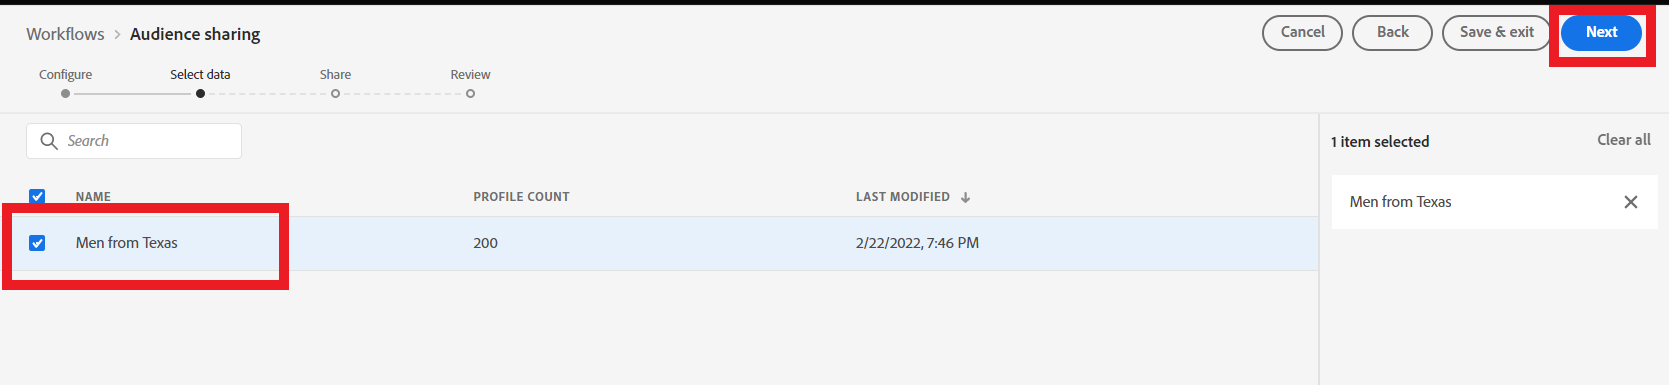 Workflows > Audience sharing
Cancel Back Save & exit Next
Configure Select data Share Review
Search
1 item selected Clear all
NAME PROFILE COUNT LAST MODIFIED
Men from Texas
Men from Texas 200 2/22/2022, 7:46 PM